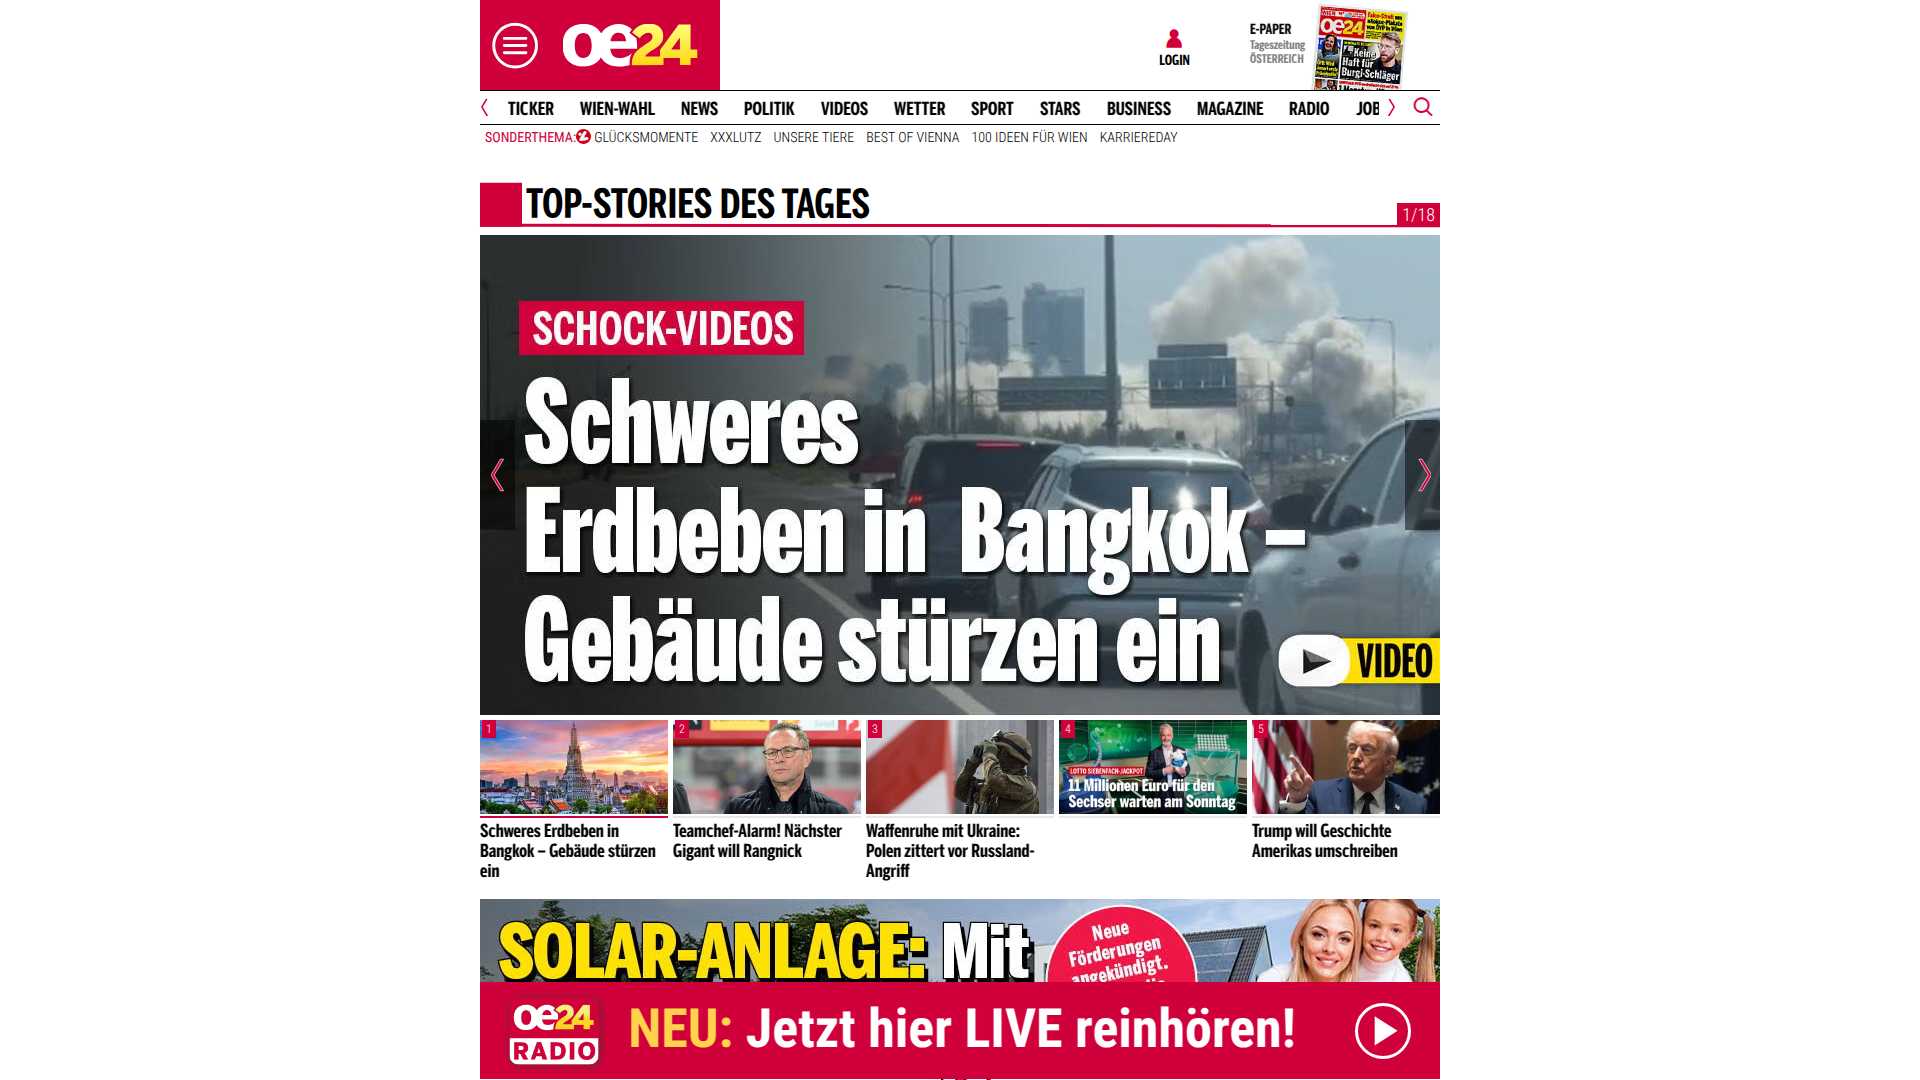 oe24
LOGIN
E-PAPER
Tageszeitung
ÖSTERREICH
oe24
Keine
Haft für
Burgi-Schläger
TICKER NEWS WIEN-WAHL NEWS POLITIK VIDEOS WETTER SPORT STARS BUSINESS MAGAZINE RADIO JOB
SONDERTHEMA: GLÜCKSMOMENTE XXXLUTZ UNSERE TIERE BEST OF VIENNA 100 IDEEN FÜR WIEN KARRIEREDAY
TOP-STORIES DES TAGES
1/18
SCHOCK-VIDEOS
Schweres
Erdbeben in Bangkok –
Gebäude stürzen ein
VIDEO
1
Schweres Erdbeben in
Bangkok – Gebäude stürzen
ein
2
Teamchef-Alarm! Nächster
Gigant will Rangnick
3
Waffenruhe mit Ukraine:
Polen zittert vor Russland-
Angriff
4
LOTTO SIEBENFACH-JACKPOT
11 Millionen Euro für den
Sechser warten am Sonntag
5
Trump will Geschichte
Amerikas umschreiben
SOLAR-ANLAGE: Mit
Neue
Förderungen
angekündigt.
oe24
RADIO
NEU: Jetzt hier LIVE reinhören!